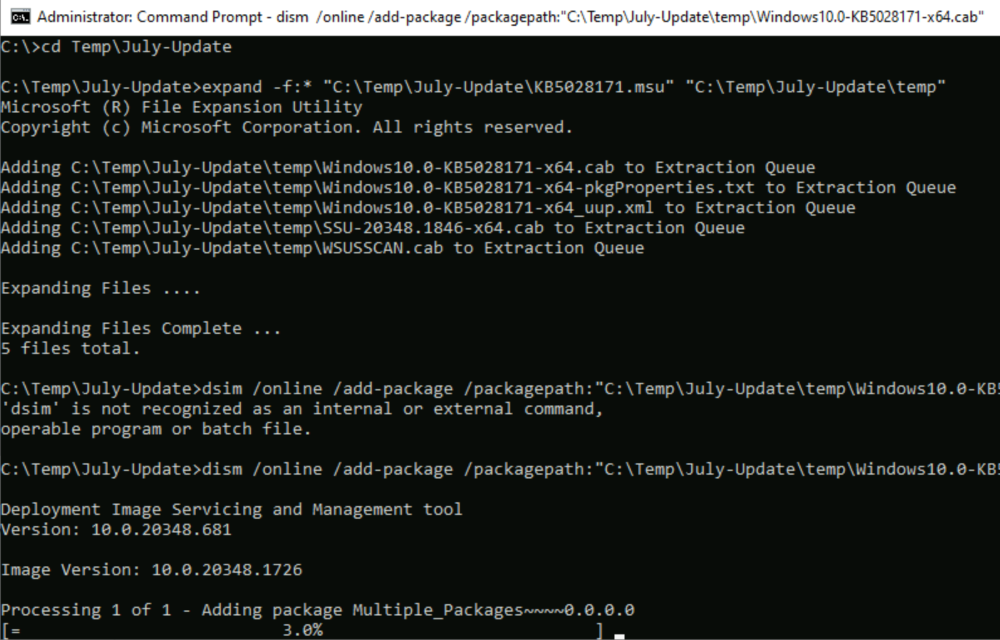 Administrator: Command Prompt - dism  /online /add-package /packagepath:"C:\Temp\July-Update\temp\Windows10.0-KB5028171-x64.cab"
C:\>cd Temp\July-Update
C:\Temp\July-Update>expand -f:* "C:\Temp\July-Update\KB5028171.msu" "C:\Temp\July-Update\temp"
Microsoft (R) File Expansion Utility
Copyright (c) Microsoft Corporation. All rights reserved.
Adding C:\Temp\July-Update\temp\Windows10.0-KB5028171-x64.cab to Extraction Queue
Adding C:\Temp\July-Update\temp\Windows10.0-KB5028171-x64-pkgProperties.txt to Extraction Queue
Adding C:\Temp\July-Update\temp\Windows10.0-KB5028171-x64_uup.xml to Extraction Queue
Adding C:\Temp\July-Update\temp\SSU-20348.1846-x64.cab to Extraction Queue
Adding C:\Temp\July-Update\temp\WSUSSCAN.cab to Extraction Queue
Expanding Files ....
Expanding Files Complete ...
5 files total.
C:\Temp\July-Update>dsim /online /add-package /packagepath:"C:\Temp\July-Update\temp\Windows10.0-KB5
'dsim' is not recognized as an internal or external command,
operable program or batch file.
C:\Temp\July-Update>dism /online /add-package /packagepath:"C:\Temp\July-Update\temp\Windows10.0-KB5
Deployment Image Servicing and Management tool
Version: 10.0.20348.681
Image Version: 10.0.20348.1726
Processing 1 of 1 - Adding package Multiple_Packages~~~~0.0.0.0
[=                          3.0%                           ]